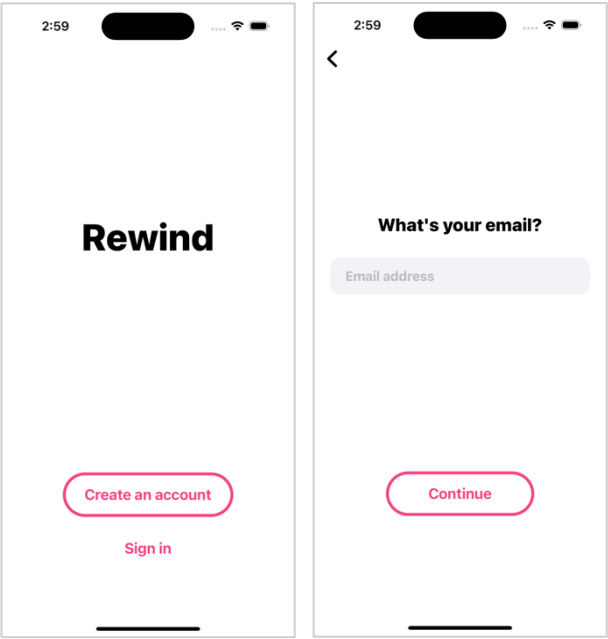 2:59
Rewind
Create an account
Sign in
2:59
What's your email?
Email address
Continue